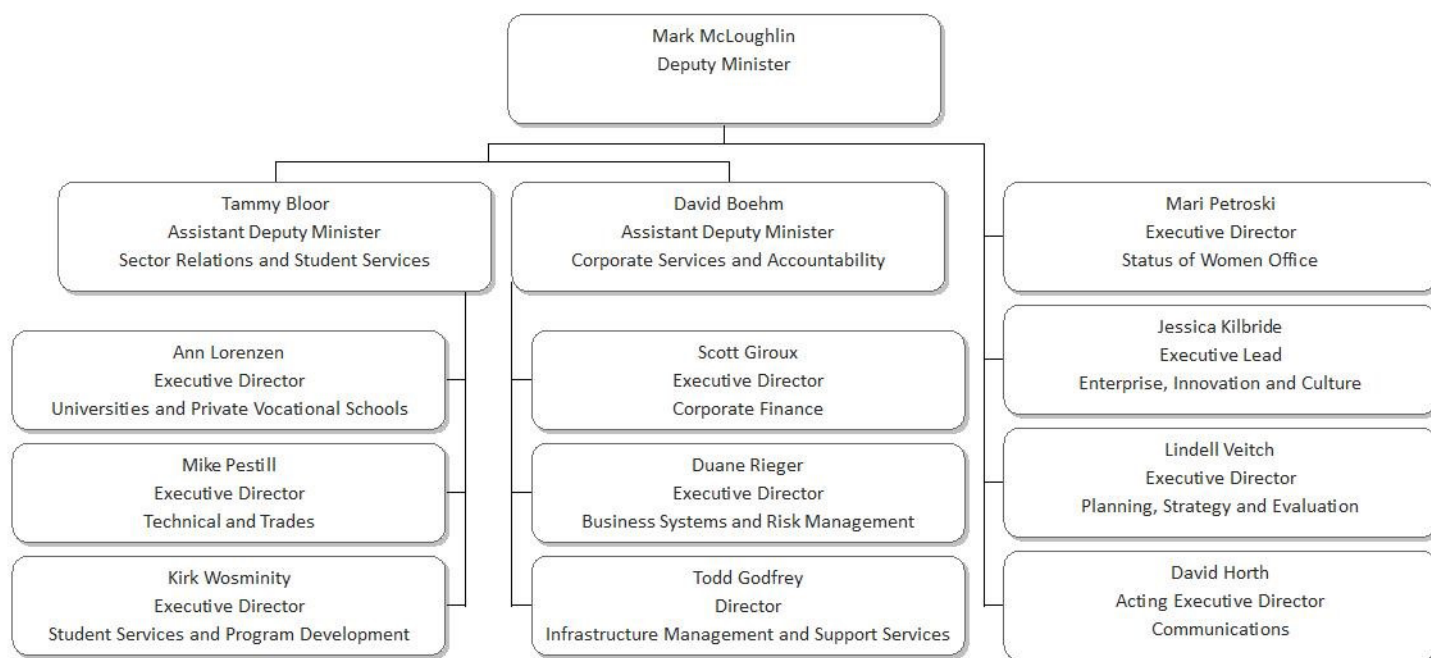 Mark McLoughlin
Deputy Minister
Tammy Bloor
Assistant Deputy Minister
Sector Relations and Student Services
David Boehm
Assistant Deputy Minister
Corporate Services and Accountability
Mari Petroski
Executive Director
Status of Women Office
Ann Lorenzen
Executive Director
Universities and Private Vocational Schools
Scott Giroux
Executive Director
Corporate Finance
Jessica Kilbride
Executive Lead
Enterprise, Innovation and Culture
Mike Pestill
Executive Director
Technical and Trades
Duane Rieger
Executive Director
Business Systems and Risk Management
Lindell Veitch
Executive Director
Planning, Strategy and Evaluation
Kirk Wosminity
Executive Director
Student Services and Program Development
Todd Godfrey
Director
Infrastructure Management and Support Services
David Horth
Acting Executive Director
Communications